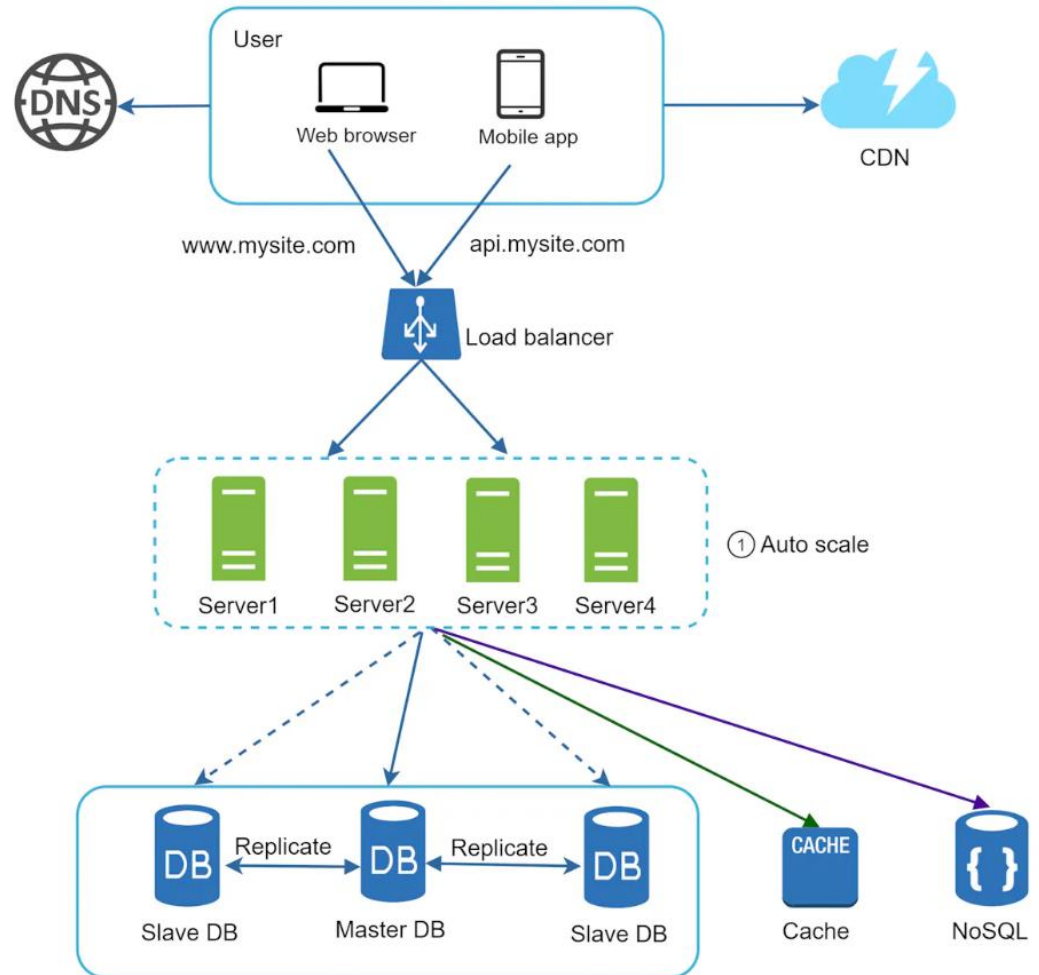 User
DNS
Web browser
Mobile app
CDN
www.mysite.com
api.mysite.com
Load balancer
① Auto scale
Server1
Server2
Server3
Server4
Replicate
Replicate
DB
DB
DB
CACHE
{ }
Slave DB
Master DB
Slave DB
Cache
NoSQL